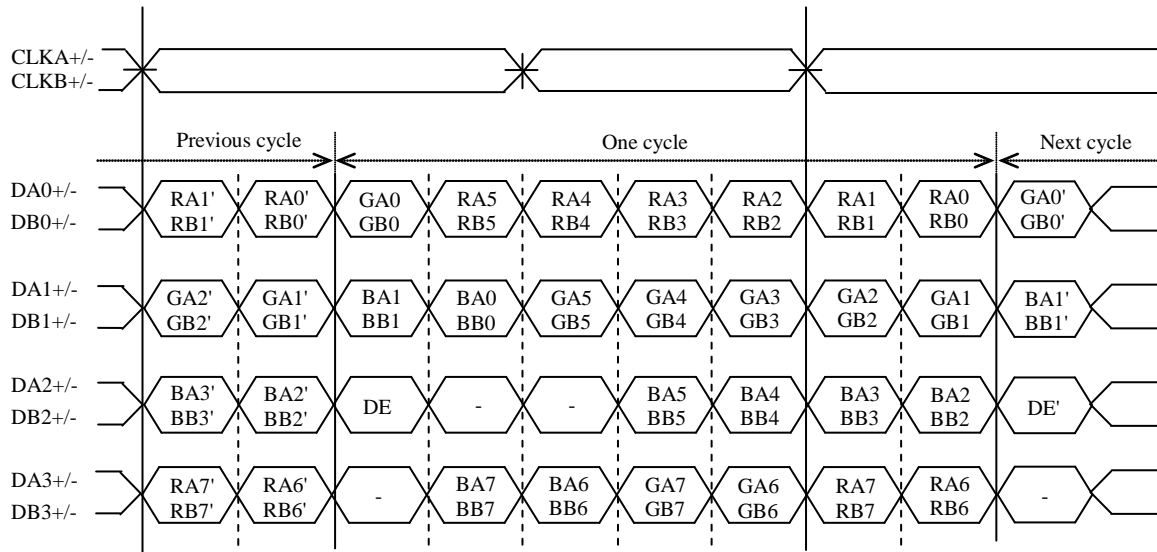 CLKA+/-
CLKB+/-
Previous cycle One cycle Next cycle
DA0+/- RA1' RA0' GA0 RA5 RA4 RA3 RA2 RA1 RA0 GA0'
DB0+/- RB1' RB0' GB0 RB5 RB4 RB3 RB2 RB1 RB0 GB0'
DA1+/- GA2' GA1' BA1 BA0 GA5 GA4 GA3 GA2 GA1 BA1'
DB1+/- GB2' GB1' BB1 BB0 GB5 GB4 GB3 GB2 GB1 BB1'
DA2+/- BA3' BA2' DE - - BA5 BA4 BA3 BA2 DE'
DB2+/- BB3' BB2' BB5 BB4 BB3 BB2
DA3+/- RA7' RA6' - BA7 BA6 GA7 GA6 RA7 RA6 -
DB3+/- RB7' RB6' BB7 BB6 GB7 GB6 RB7 RB6